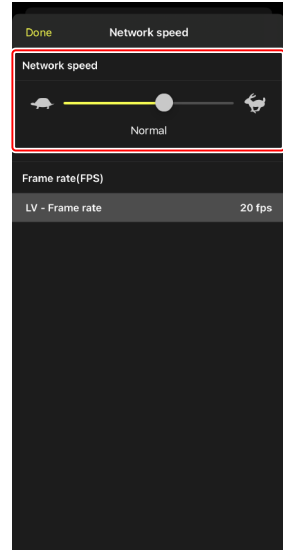 Done Network speed
Network speed
Normal
Frame rate(FPS)
LV - Frame rate 20 fps